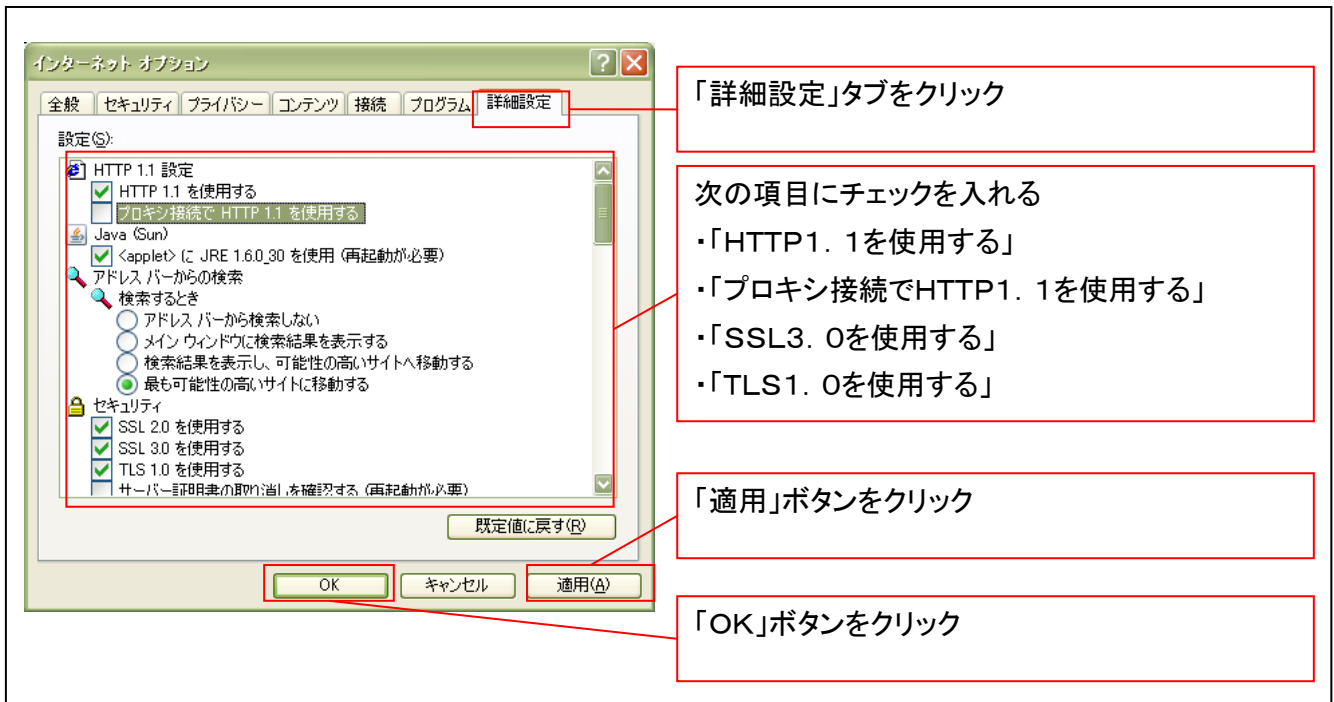 インターネット オプション
全般 セキュリティ プライバシー コンテンツ 接続 プログラム 詳細設定
設定(S):
HTTP 1.1 設定
HTTP 1.1 を使用する
プロキシ接続で HTTP 1.1 を使用する
Java (Sun)
<applet> に JRE 1.6.0_30 を使用 (再起動が必要)
アドレス バーからの検索
検索するとき
アドレス バーから検索しない
メイン ウィンドウに検索結果を表示する
検索結果を表示し、可能性の高いサイトへ移動する
最も可能性の高いサイトに移動する
セキュリティ
SSL 2.0 を使用する
SSL 3.0 を使用する
TLS 1.0 を使用する
サーバー証明書の取り消しを確認する (再起動が必要)
既定値に戻す(R)
OK キャンセル 適用(A)
「詳細設定」タブをクリック
次の項目にチェックを入れる
・「HTTP1．1を使用する」
・「プロキシ接続でHTTP1．1を使用する」
・「SSL3．0を使用する」
・「TLS1．0を使用する」
「適用」ボタンをクリック
「OK」ボタンをクリック